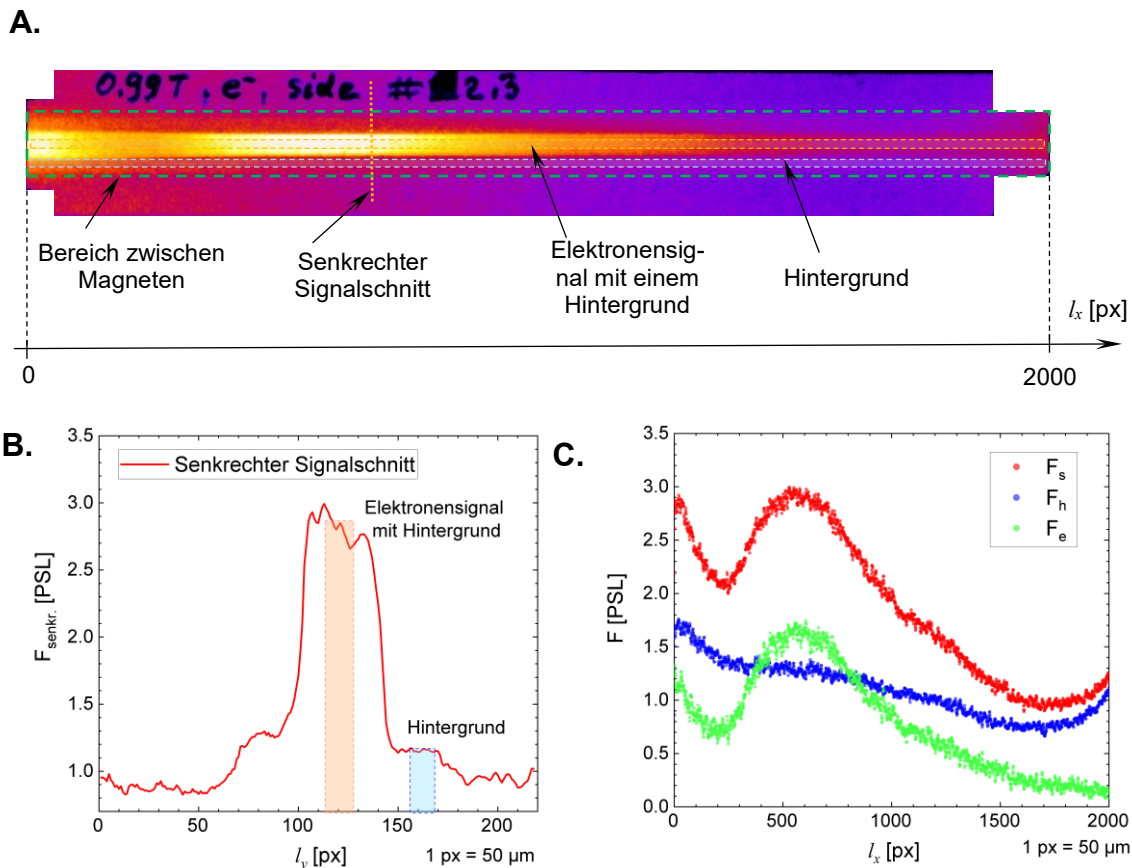 A.
0.99T, e⁻, side # 2,3
Bereich zwischen
Magneten
Senkrechter
Signalschnitt
Elektronensig-
nal mit einem
Hintergrund
Hintergrund
lₓ [px]
0
2000
B.
3.5
3.0
2.5
2.0
1.5
1.0
F senkr. [PSL]
Senkrechter Signalschnitt
Elektronensignal
mit Hintergrund
Hintergrund
0 50 100 150 200
l y [px]
1 px = 50 µm
C.
3.5
3.0
2.5
2.0
1.5
1.0
0.5
0.0
F [PSL]
Fₛ
Fₕ
Fₑ
0 500 1000 1500 2000
lₓ [px]
1 px = 50 µm